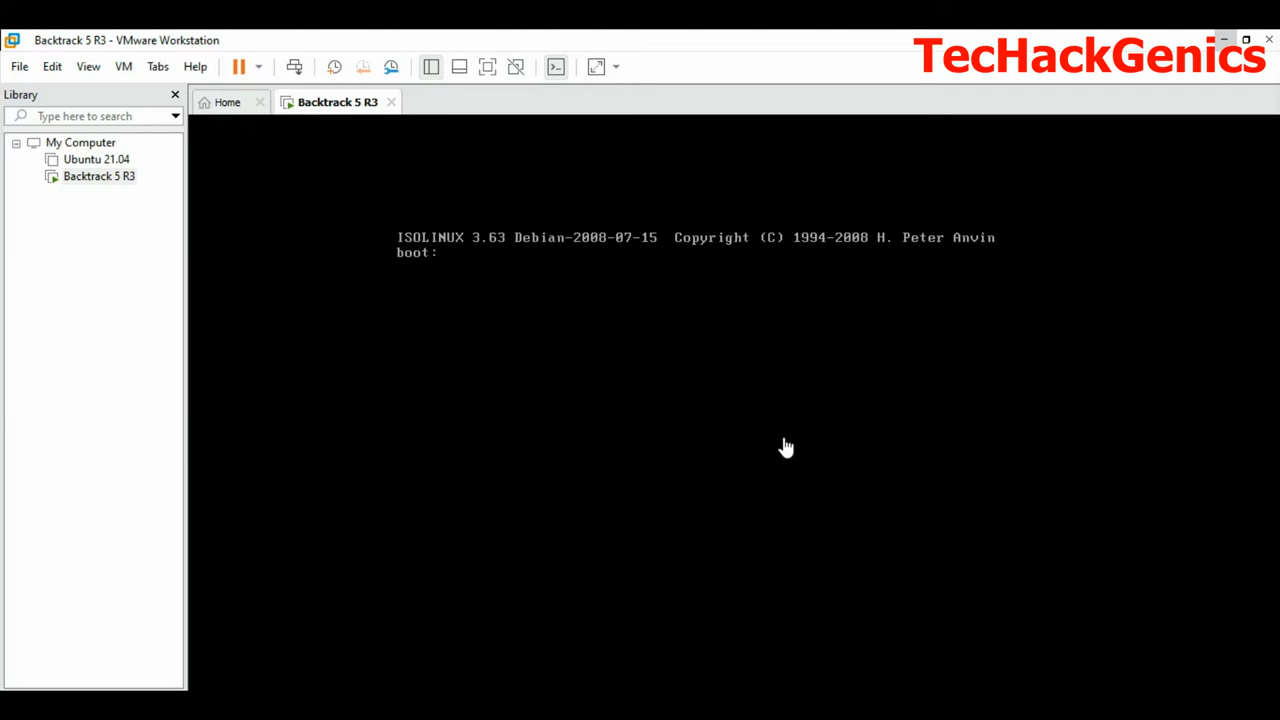 Backtrack 5 R3 - VMware Workstation
TecHackGenics
File Edit View VM Tabs Help
Library
Home
Backtrack 5 R3
Type here to search
My Computer
Ubuntu 21.04
Backtrack 5 R3
ISOLINUX 3.63 Debian-2008-07-15  Copyright (C) 1994-2008 H. Peter Anvin
boot: